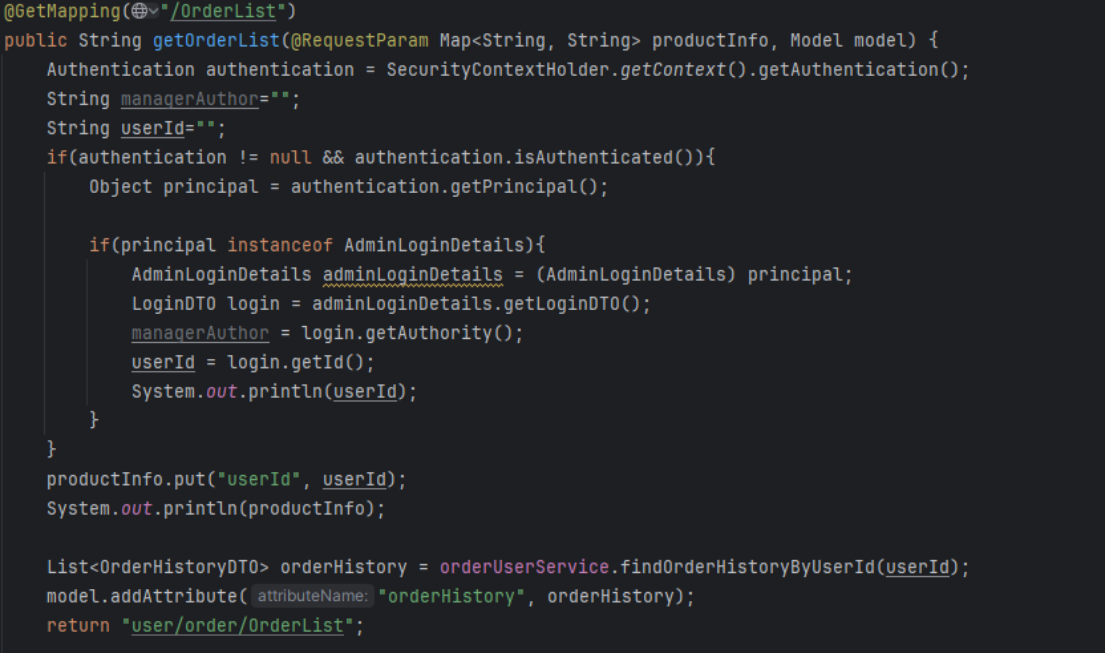 @GetMapping("/OrderList")
public String getOrderList(@RequestParam Map<String, String> productInfo, Model model) {
    Authentication authentication = SecurityContextHolder.getContext().getAuthentication();
    String managerAuthor="";
    String userId="";
    if(authentication != null && authentication.isAuthenticated()){
        Object principal = authentication.getPrincipal();

        if(principal instanceof AdminLoginDetails){
            AdminLoginDetails adminLoginDetails = (AdminLoginDetails) principal;
            LoginDTO login = adminLoginDetails.getLoginDTO();
            managerAuthor = login.getAuthority();
            userId = login.getId();
            System.out.println(userId);
        }
    }
    productInfo.put("userId", userId);
    System.out.println(productInfo);

    List<OrderHistoryDTO> orderHistory = orderUserService.findOrderHistoryByUserId(userId);
    model.addAttribute( attributeName: "orderHistory", orderHistory);
    return "user/order/OrderList";